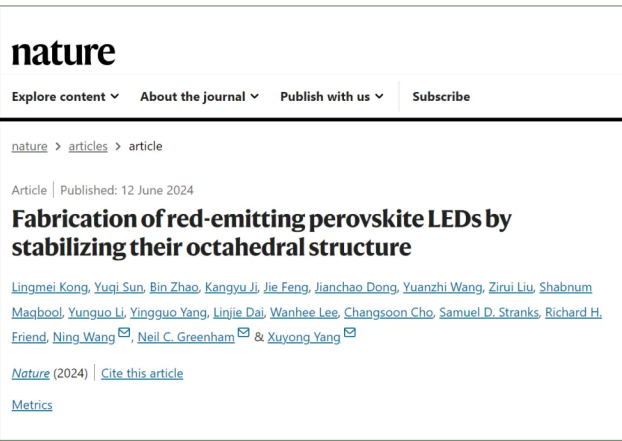 nature
Explore content About the journal Publish with us Subscribe
nature > articles > article
Article | Published: 12 June 2024
Fabrication of red-emitting perovskite LEDs by
stabilizing their octahedral structure
Lingmei Kong, Yuqi Sun, Bin Zhao, Kangyu Ji, Jie Feng, Jianchao Dong, Yuanzhi Wang, Zirui Liu, Shabnum
Maqbool, Yunguo Li, Yingguo Yang, Linjie Dai, Wanhee Lee, Changsoon Cho, Samuel D. Stranks, Richard H.
Friend, Ning Wang, Neil C. Greenham & Xuyong Yang
Nature (2024) | Cite this article
Metrics